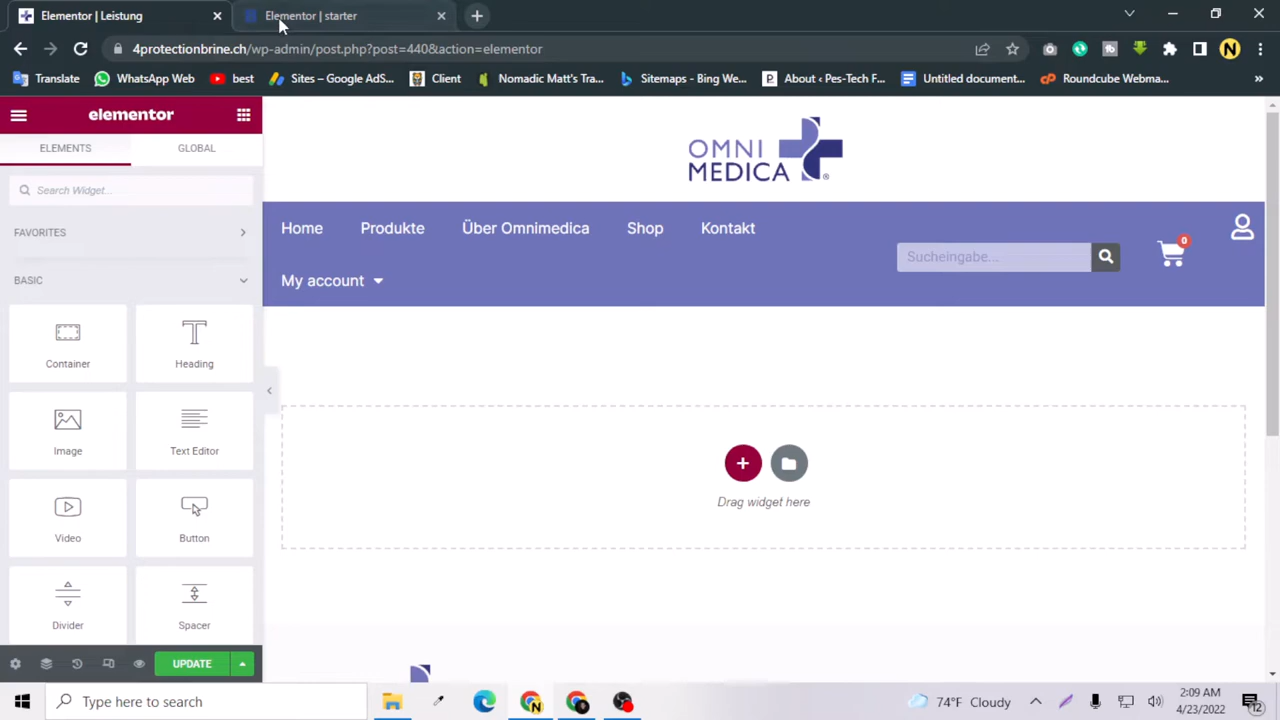 Elementor | Leistung
Elementor | starter
4protectionbrine.ch/wp-admin/post.php?post=440&action=elementor
Translate
WhatsApp Web
best
Sites – Google AdS...
Client
Nomadic Matt's Tra...
Sitemaps - Bing We...
About ‹ Pes-Tech F...
Untitled document...
Roundcube Webma...
»
elementor
ELEMENTS
GLOBAL
Search Widget...
FAVORITES
BASIC
Container
Heading
Image
Text Editor
Video
Button
Divider
Spacer
UPDATE
OMNI
MEDICA®
Home
Produkte
Über Omnimedica
Shop
Kontakt
My account
Sucheingabe...
0
Drag widget here
Type here to search
74°F Cloudy
2:09 AM
4/23/2022
12